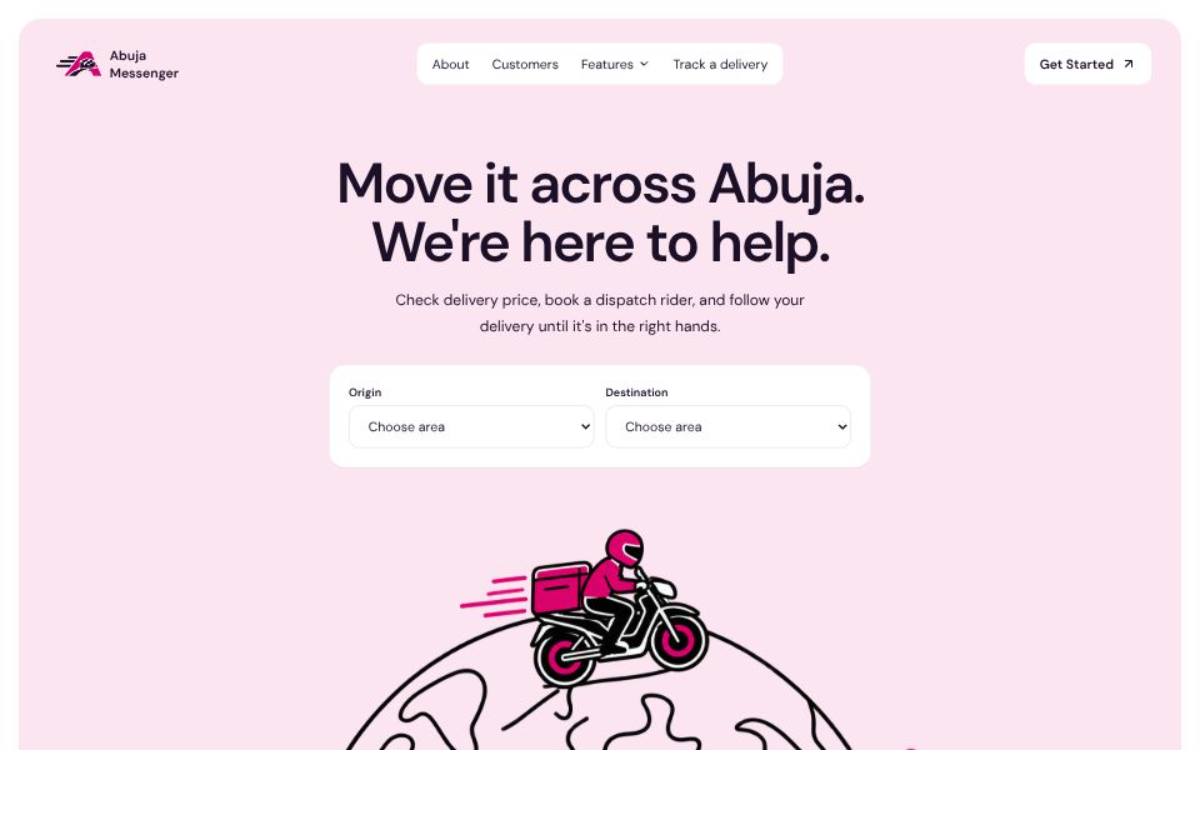 Abuja
Messenger
About
Customers
Features
Track a delivery
Get Started
Move it across Abuja.
We're here to help.
Check delivery price, book a dispatch rider, and follow your
delivery until it's in the right hands.
Origin
Destination
Choose area
Choose area